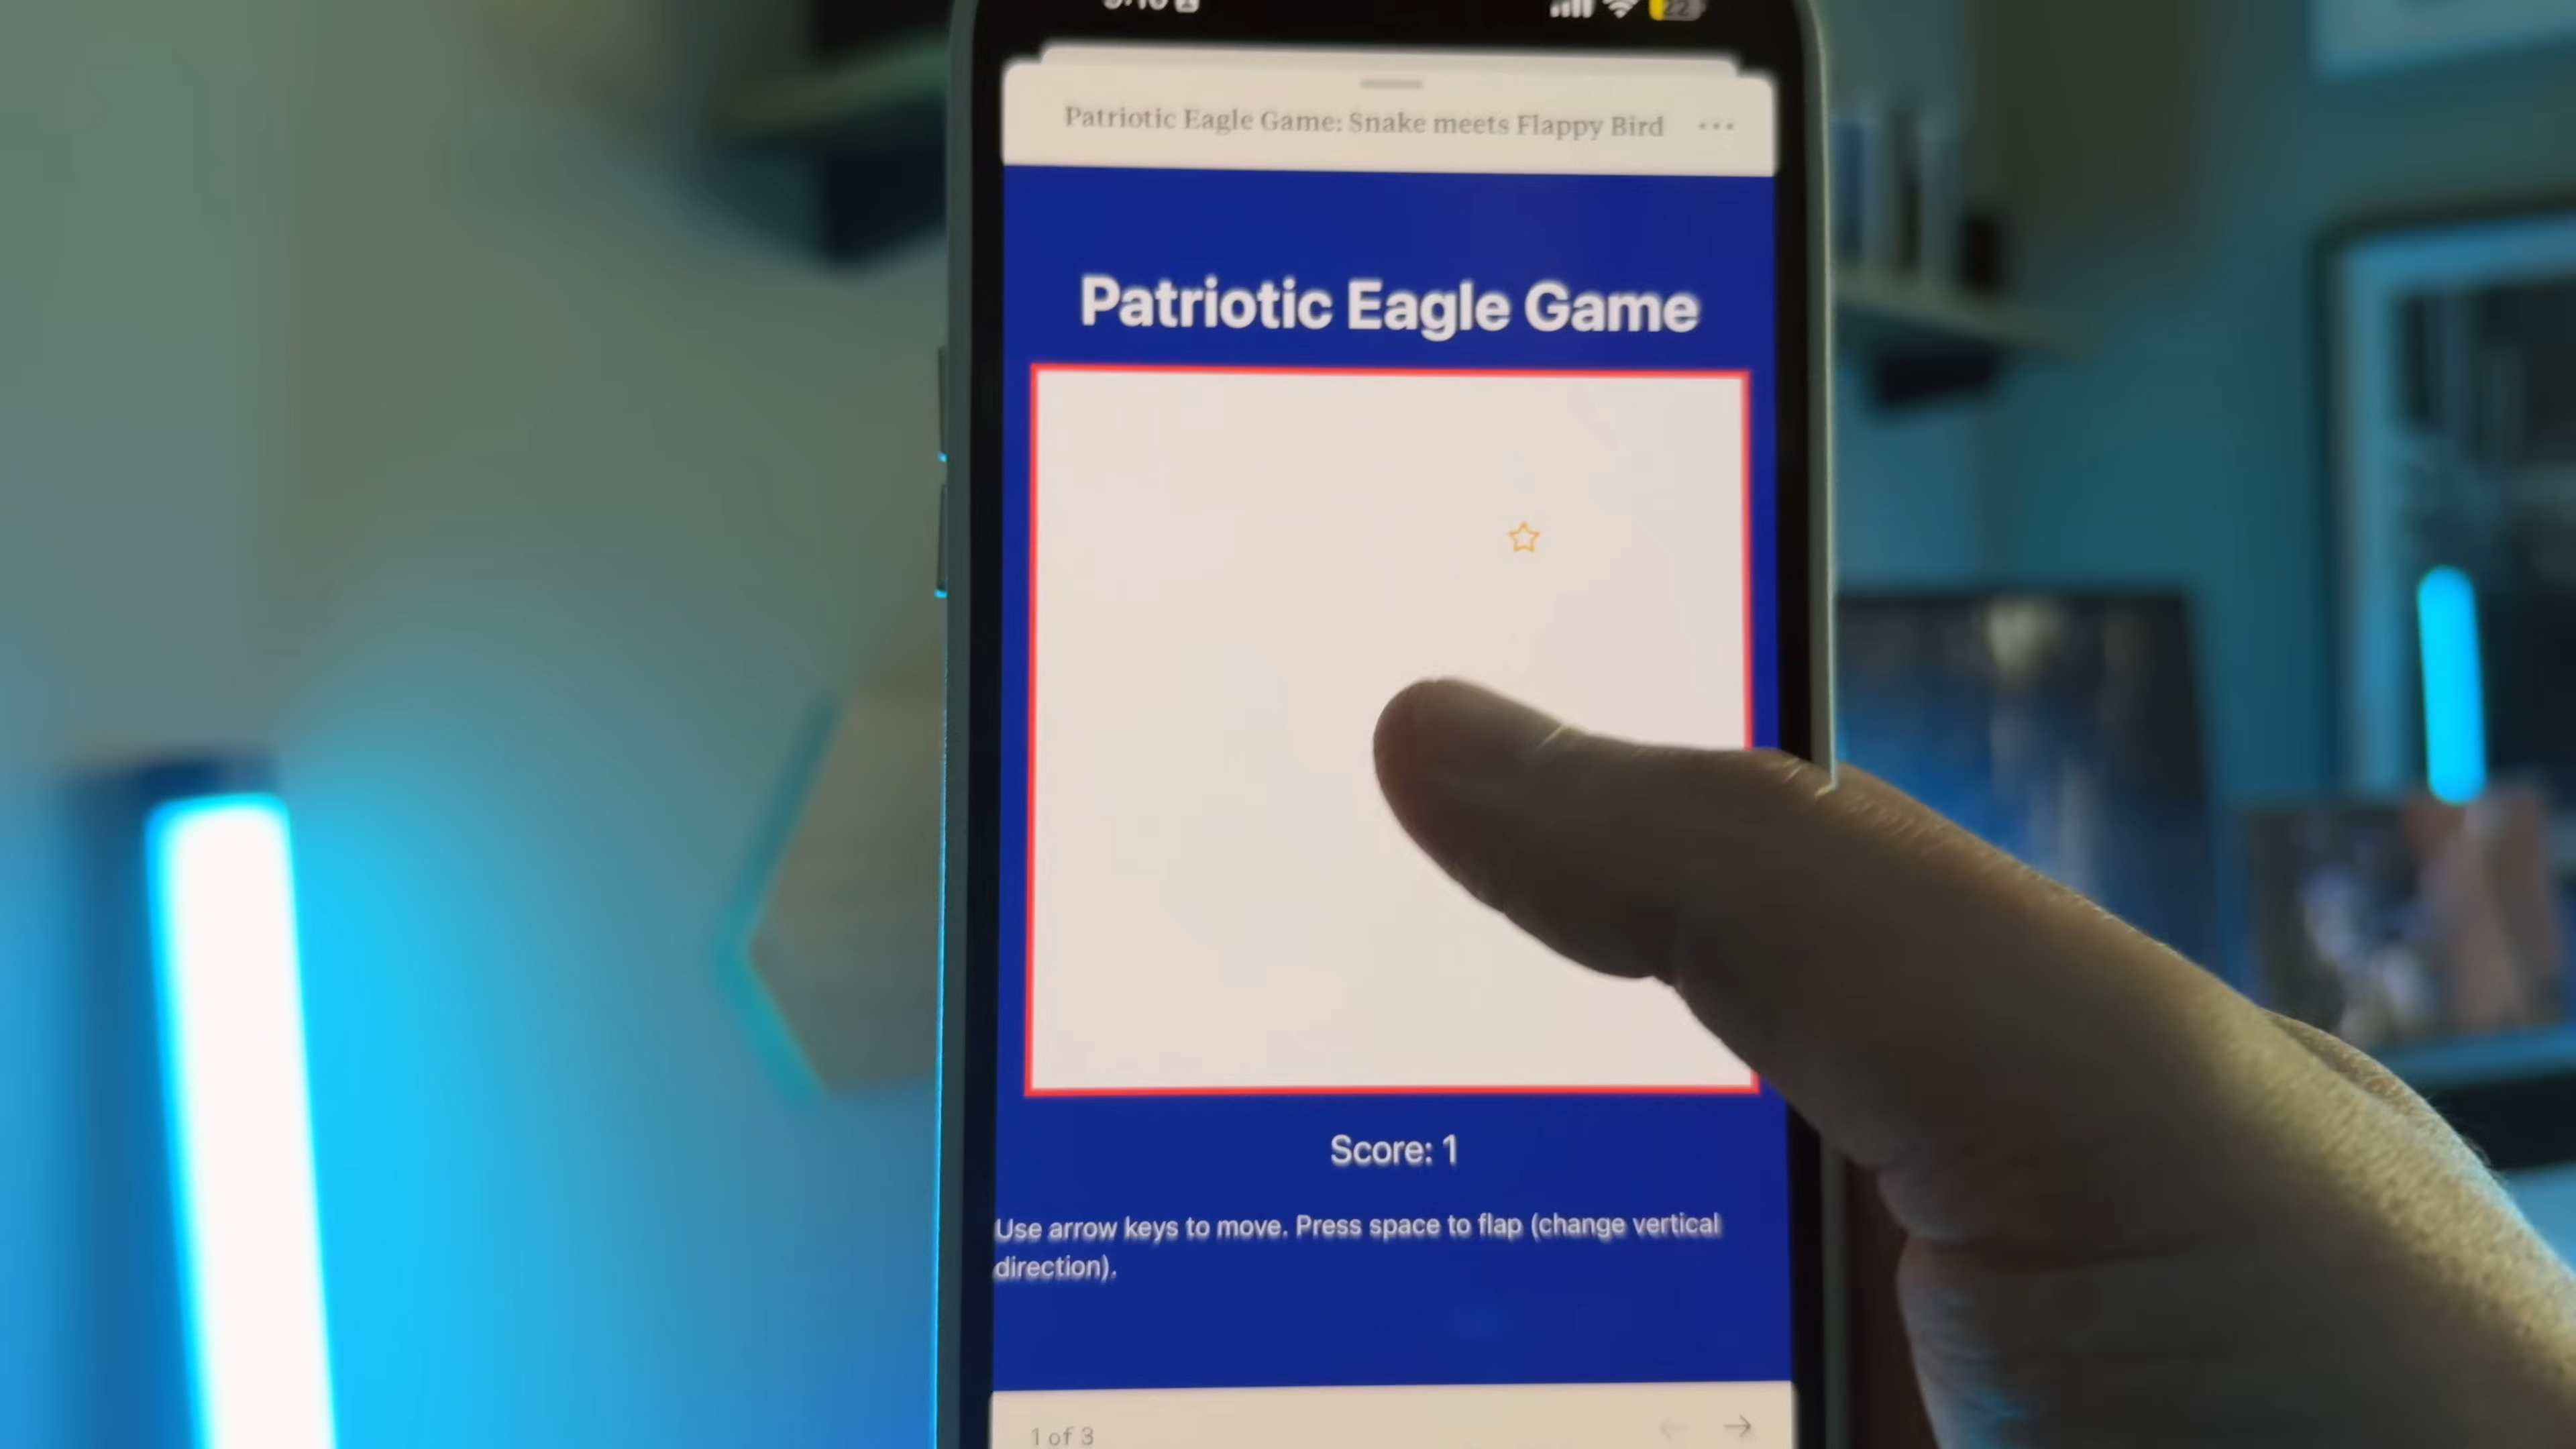 22
Patriotic Eagle Game: Snake meets Flappy Bird
Patriotic Eagle Game
Score: 1
Use arrow keys to move. Press space to flap (change vertical
direction).
1 of 3